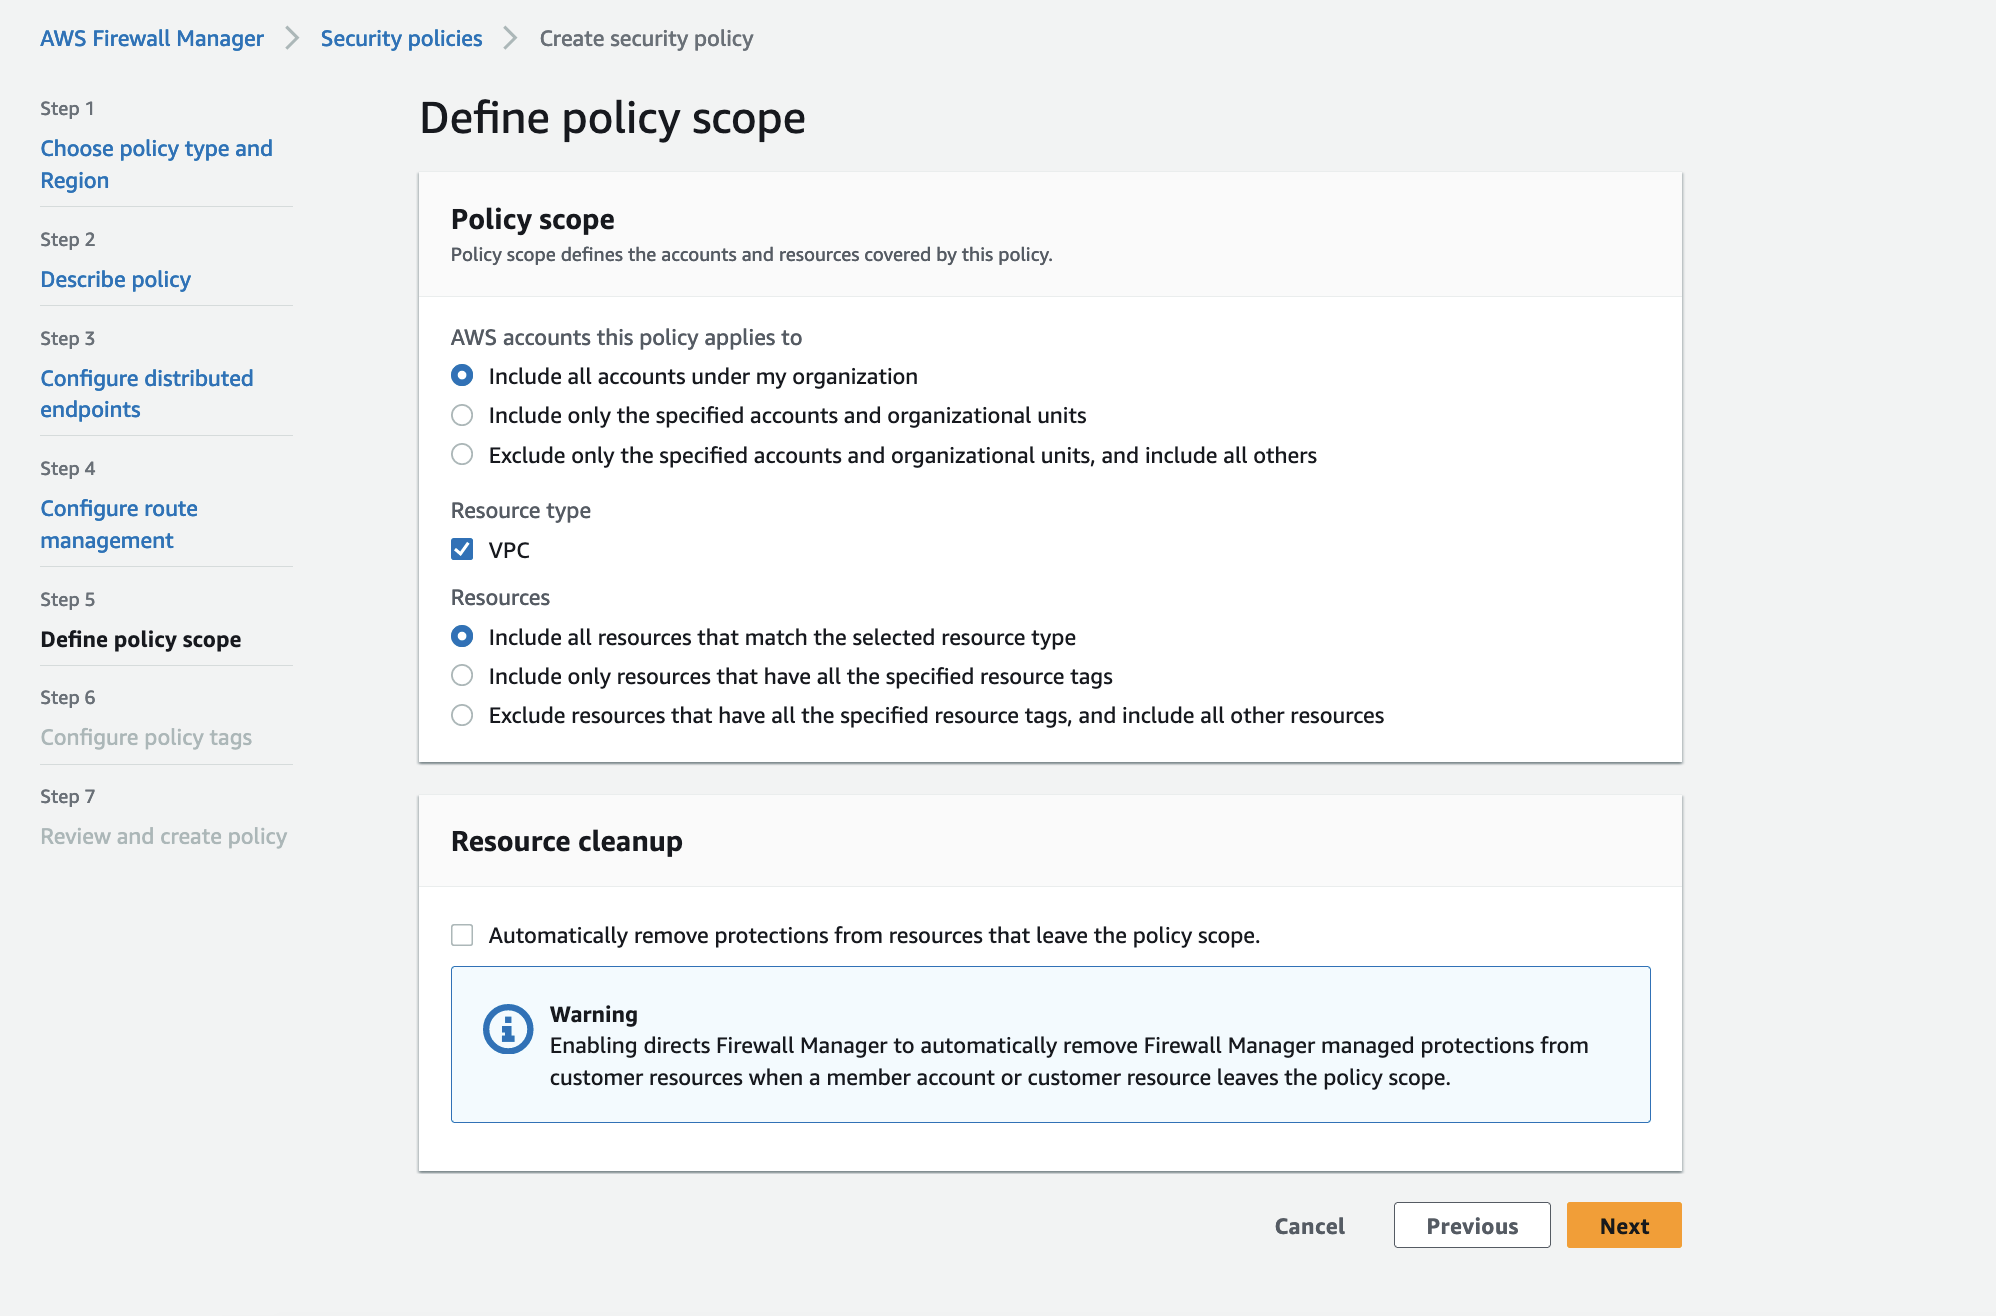 AWS Firewall Manager > Security policies > Create security policy
Step 1
Choose policy type and
Region
Step 2
Describe policy
Step 3
Configure distributed
endpoints
Step 4
Configure route
management
Step 5
Define policy scope
Step 6
Configure policy tags
Step 7
Review and create policy
Define policy scope
Policy scope
Policy scope defines the accounts and resources covered by this policy.
AWS accounts this policy applies to
Include all accounts under my organization
Include only the specified accounts and organizational units
Exclude only the specified accounts and organizational units, and include all others
Resource type
VPC
Resources
Include all resources that match the selected resource type
Include only resources that have all the specified resource tags
Exclude resources that have all the specified resource tags, and include all other resources
Resource cleanup
Automatically remove protections from resources that leave the policy scope.
Warning
Enabling directs Firewall Manager to automatically remove Firewall Manager managed protections from
customer resources when a member account or customer resource leaves the policy scope.
Cancel
Previous
Next